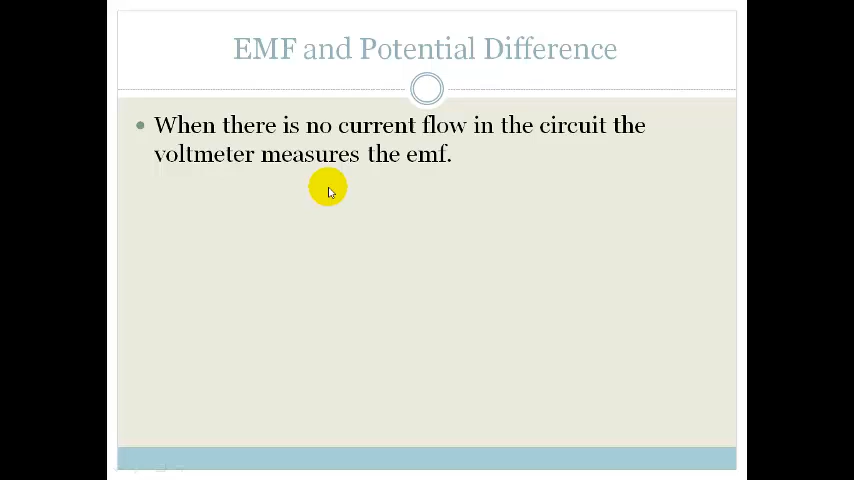 EMF and Potential Difference
When there is no current flow in the circuit the
voltmeter measures the emf.